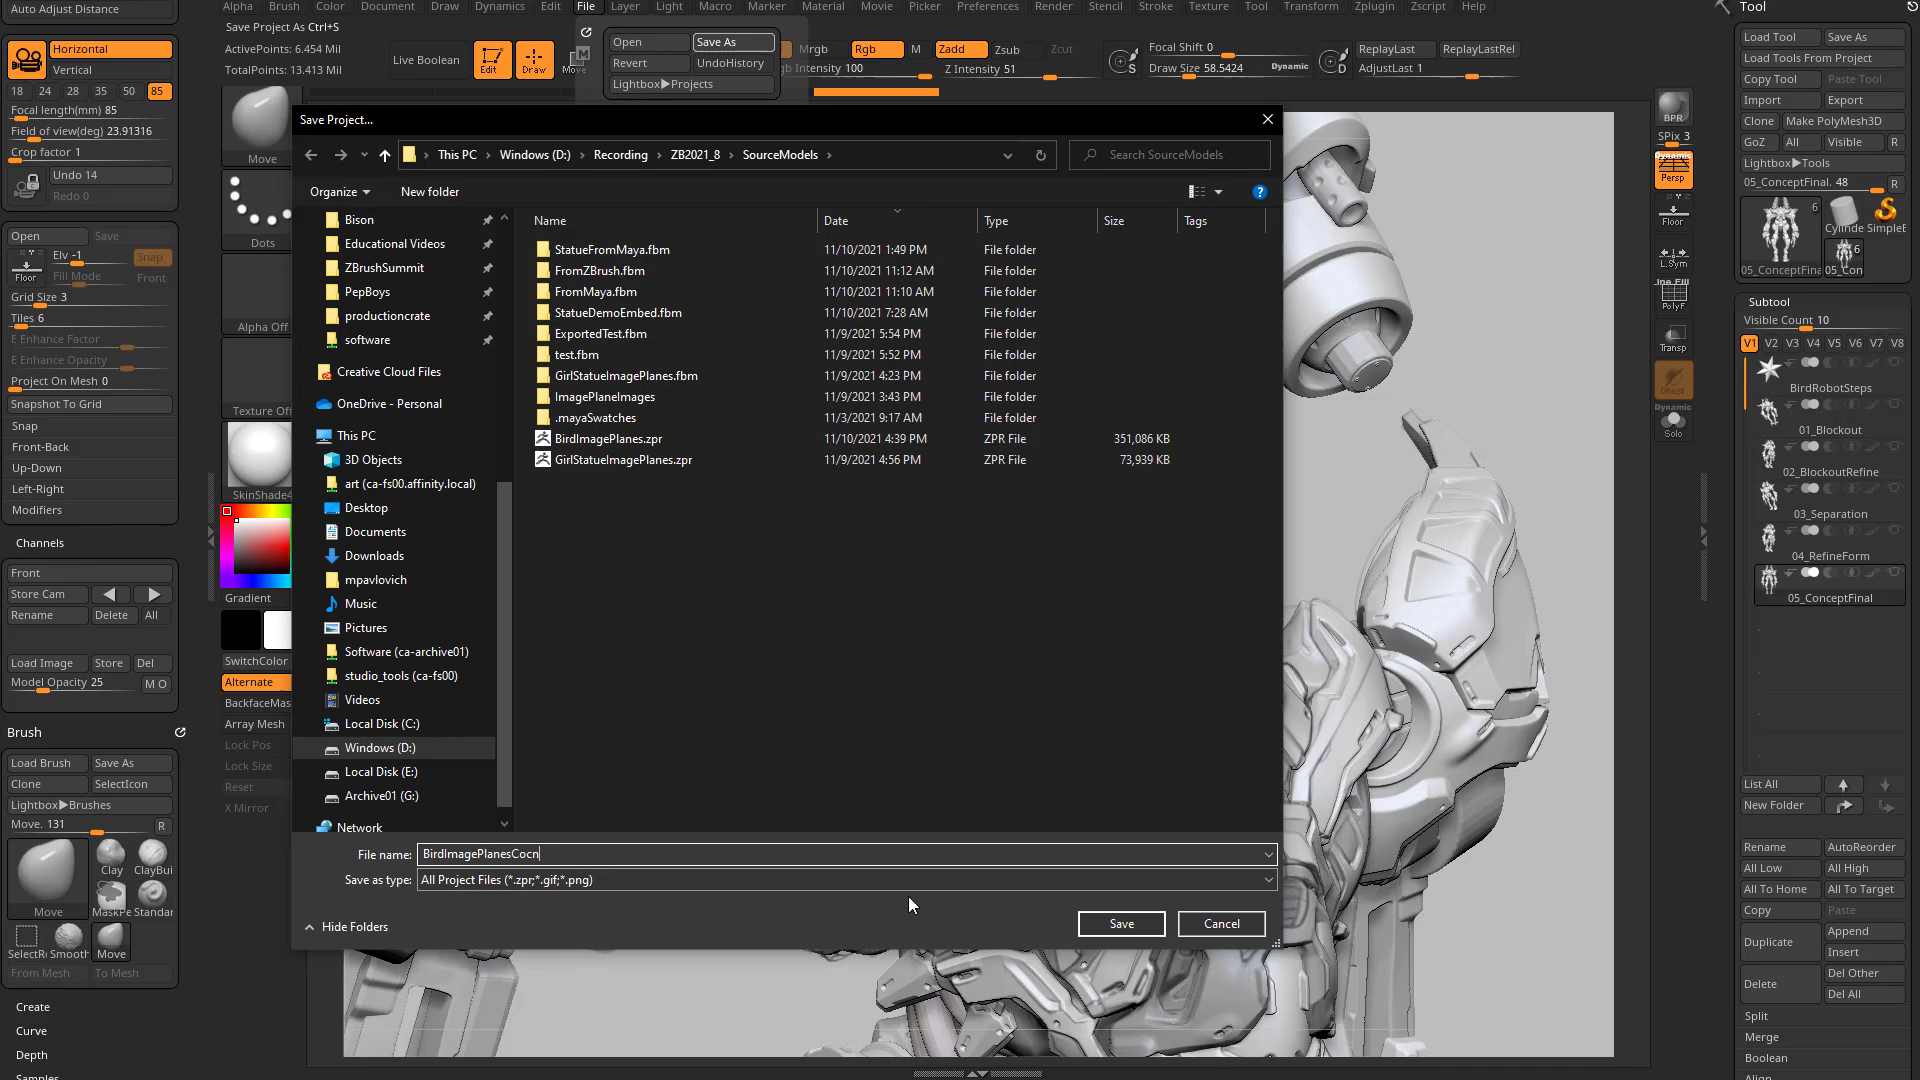 Alpha Brush Color Document Draw Dynamics Edit File Layer Light Macro Marker Material Movie Picker Preferences Render Stencil Stroke Texture Tool Transform Zplugin Zscript Help
Tool
Auto Adjust Distance
Save Project As Ctrl+S
ActivePoints: 6.454 Mil
TotalPoints: 13.413 Mil
Live Boolean
Edit
Draw
Move
Open
Save As
Revert
UndoHistory
Lightbox▶Projects
Mrgb
Rgb
M
Zadd
Zsub
Zcut
Rgb Intensity 100
Z Intensity 51
Focal Shift 0
Draw Size 58.5424
Dynamic
ReplayLast
ReplayLastRel
AdjustLast 1
Horizontal
Vertical
18 24 28 35 50 85
Focal length(mm) 85
Field of view(deg) 23.91316
Crop factor 1
Undo 14
Redo 0
Open
Save
Elv -1
Snap
Floor
Fill Mode
Front
Grid Size 3
Tiles 6
E Enhance Factor
E Enhance Opacity
Project On Mesh 0
Snapshot To Grid
Snap
Front-Back
Up-Down
Left-Right
Modifiers
Channels
Front
Store Cam
Rename
Delete
All
Load Image
Store
Del
Model Opacity 25
M O
Brush
Load Brush
Save As
Clone
SelectIcon
Lightbox▶Brushes
Move. 131
R
Clay
ClayBui
Move
MaskPe
Standar
SelectRe
Smooth
Move
From Mesh
To Mesh
Create
Curve
Depth
Samples
Move
Dots
Alpha Off
Texture Off
SkinShade4
Gradient
SwitchColor
Alternate
BackfaceMas
Array Mesh
Lock Pos
Lock Size
Reset
X Mirror
Save Project...
This PC › Windows (D:) › Recording › ZB2021_8 › SourceModels ›
Search SourceModels
Organize
New folder
Bison
Educational Videos
ZBrushSummit
PepBoys
productioncrate
software
Creative Cloud Files
OneDrive - Personal
This PC
3D Objects
art (ca-fs00.affinity.local)
Desktop
Documents
Downloads
mpavlovich
Music
Pictures
Software (ca-archive01)
studio_tools (ca-fs00)
Videos
Local Disk (C:)
Windows (D:)
Local Disk (E:)
Archive01 (G:)
Network
Name Date Type Size Tags
StatueFromMaya.fbm 11/10/2021 1:49 PM File folder
FromZBrush.fbm 11/10/2021 11:12 AM File folder
FromMaya.fbm 11/10/2021 11:10 AM File folder
StatueDemoEmbed.fbm 11/10/2021 7:28 AM File folder
ExportedTest.fbm 11/9/2021 5:54 PM File folder
test.fbm 11/9/2021 5:52 PM File folder
GirlStatueImagePlanes.fbm 11/9/2021 4:23 PM File folder
ImagePlaneImages 11/9/2021 3:43 PM File folder
.mayaSwatches 11/3/2021 9:17 AM File folder
BirdImagePlanes.zpr 11/10/2021 4:39 PM ZPR File 351,086 KB
GirlStatueImagePlanes.zpr 11/9/2021 4:56 PM ZPR File 73,939 KB
File name: BirdImagePlanesCocn
Save as type: All Project Files (*.zpr;*.gif;*.png)
Hide Folders
Save
Cancel
BPR
SPix 3
Dynamic
Persp
Floor
L.Sym
Line Fill
PolyF
Transp
Ghost
Dynamic
Solo
Load Tool
Save As
Load Tools From Project
Copy Tool
Paste Tool
Import
Export
Clone
Make PolyMesh3D
GoZ
All
Visible
R
Lightbox▶Tools
05_ConceptFinal. 48
R
6
Cylinde
SimpleB
6
05_ConceptFina
05_Con
Subtool
Visible Count 10
V1 V2 V3 V4 V5 V6 V7 V8
BirdRobotSteps
01_Blockout
02_BlockoutRefine
03_Separation
04_RefineForm
05_ConceptFinal
List All
New Folder
Rename
AutoReorder
All Low
All High
All To Home
All To Target
Copy
Paste
Duplicate
Append
Insert
Delete
Del Other
Del All
Split
Merge
Boolean
Align